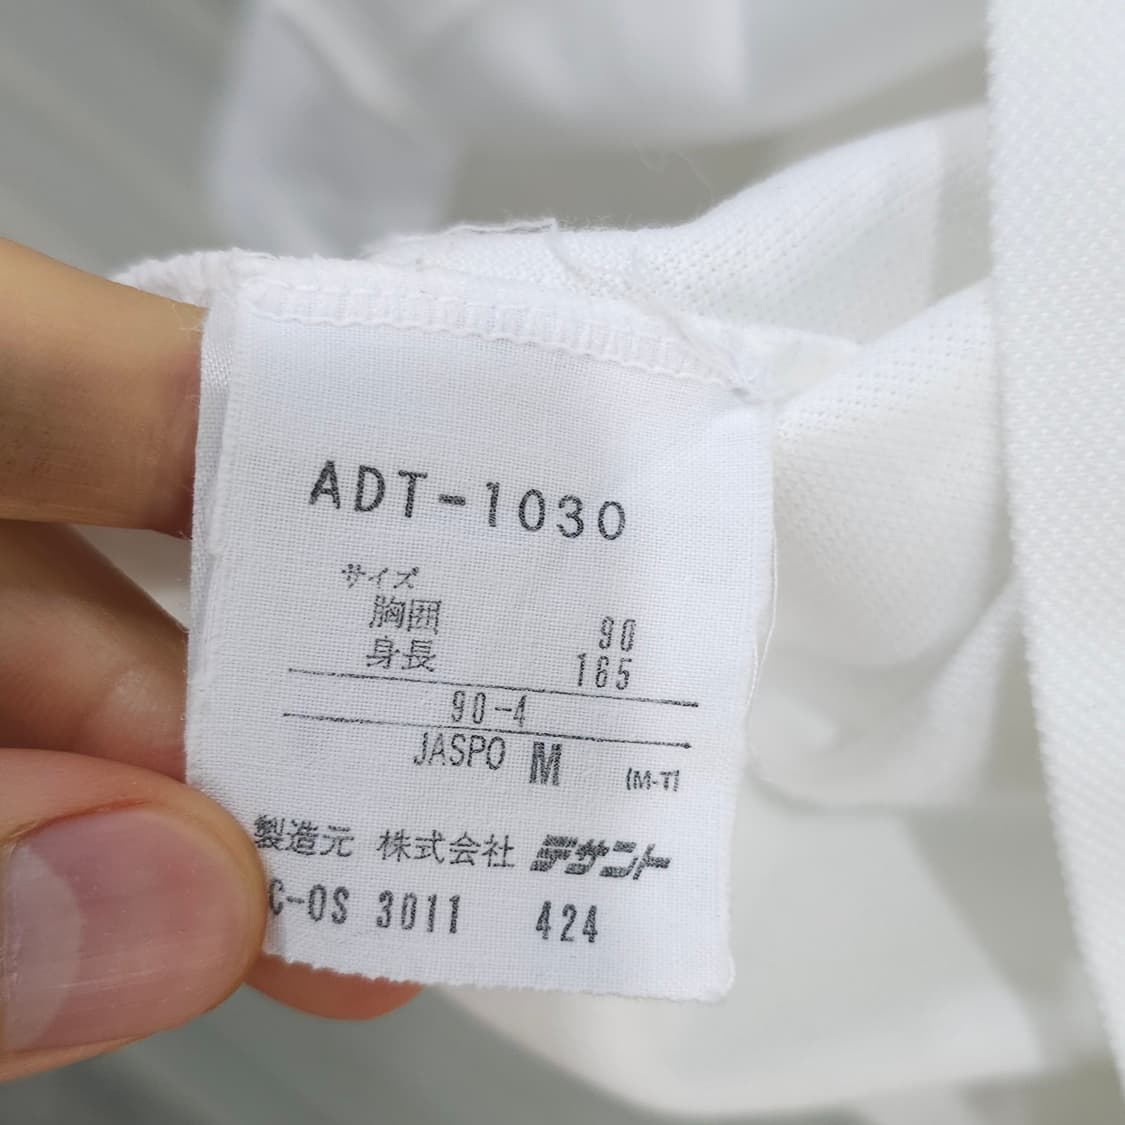 ADT-1030
サイズ
胸囲 90
身長 165
90-4
JASPO M (M-T)
製造元 株式会社 デサント
C-OS 3011 424